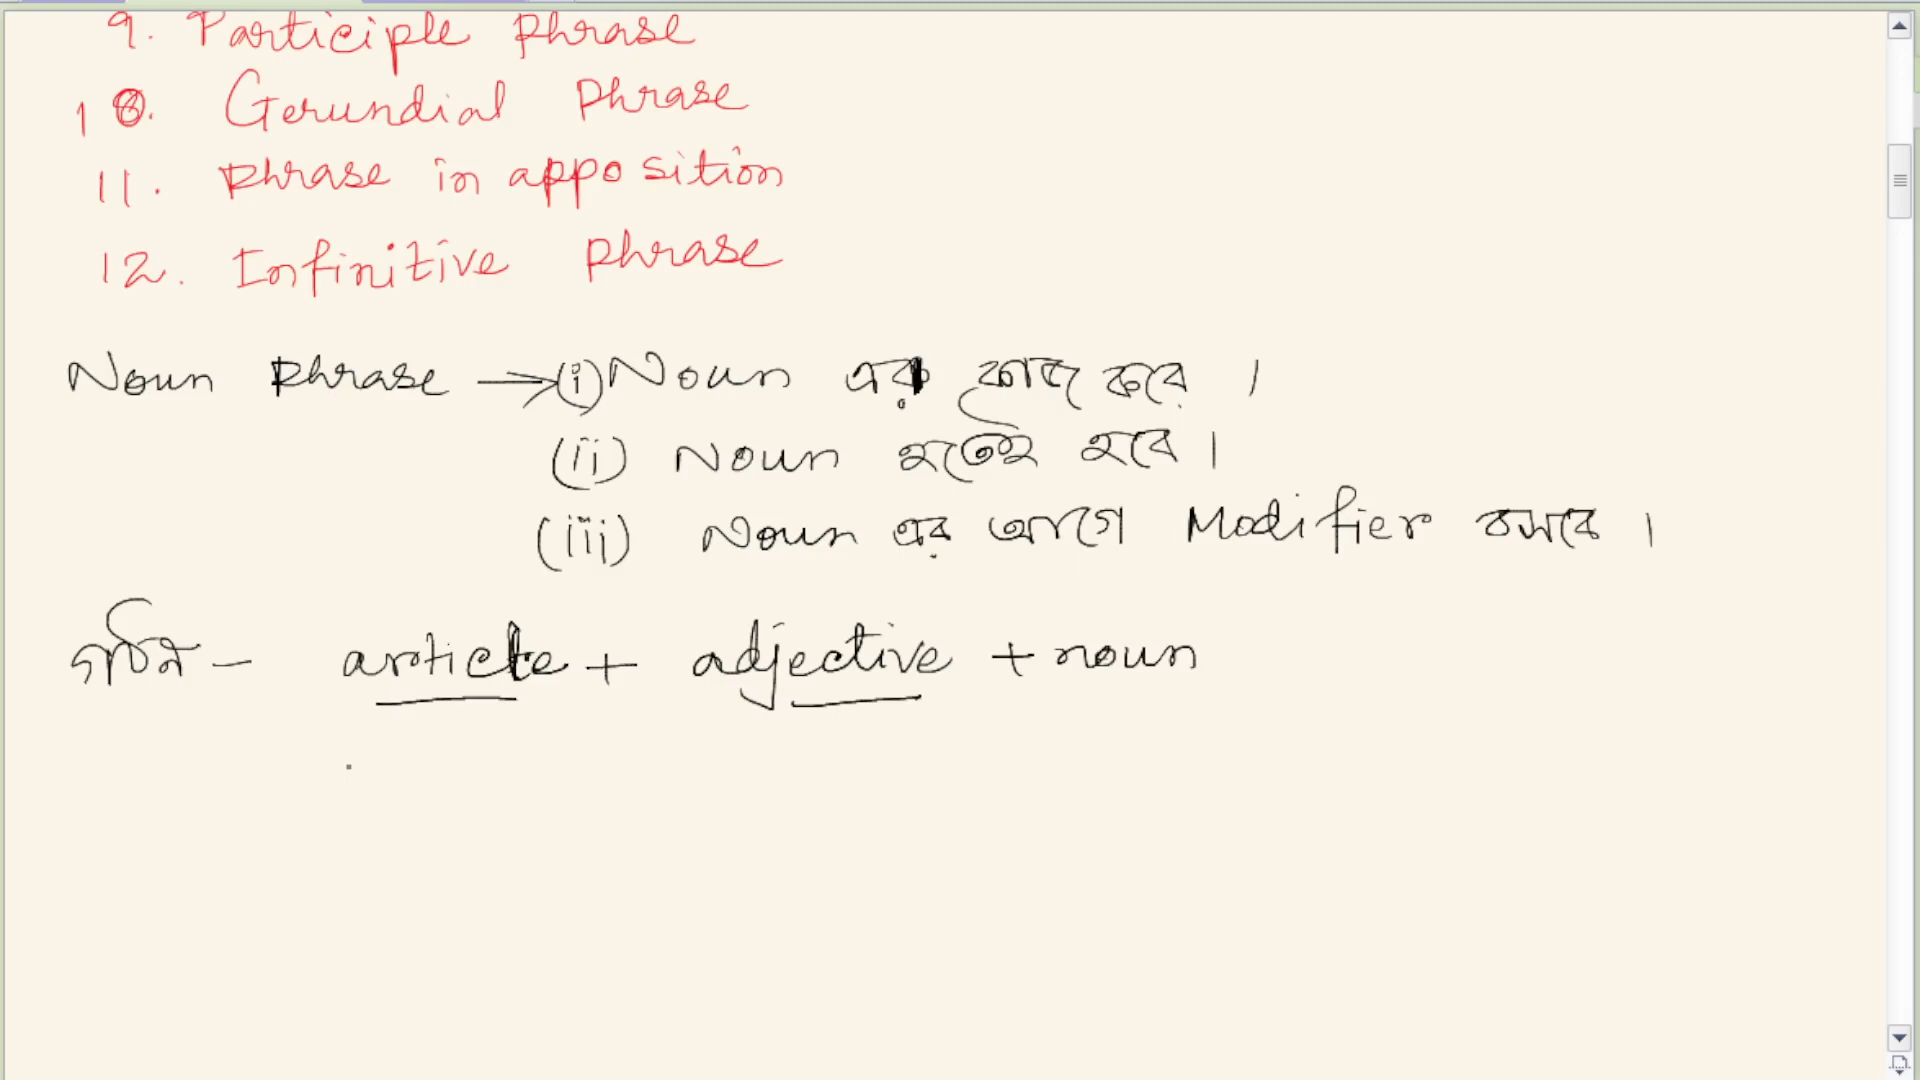 9. Participle Phrase
10. Gerundial Phrase
11. Phrase in apposition
12. Infinitive Phrase
Noun Phrase → (i) Noun এর কাজ করে ।
(ii) Noun হতেই হবে ।
(iii) Noun এর আগে Modifier বসবে ।
গঠন - article + adjective + noun